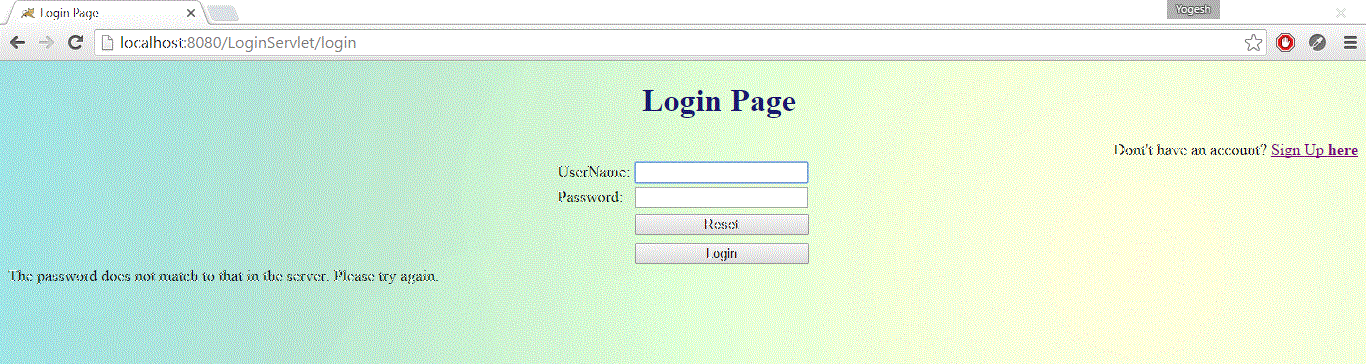 Login Page
Yogesh
localhost:8080/LoginServlet/login
Login Page
Dont't have an account? Sign Up here
UserName:
Password:
Reset
Login
The password does not match to that in the server. Please try again.